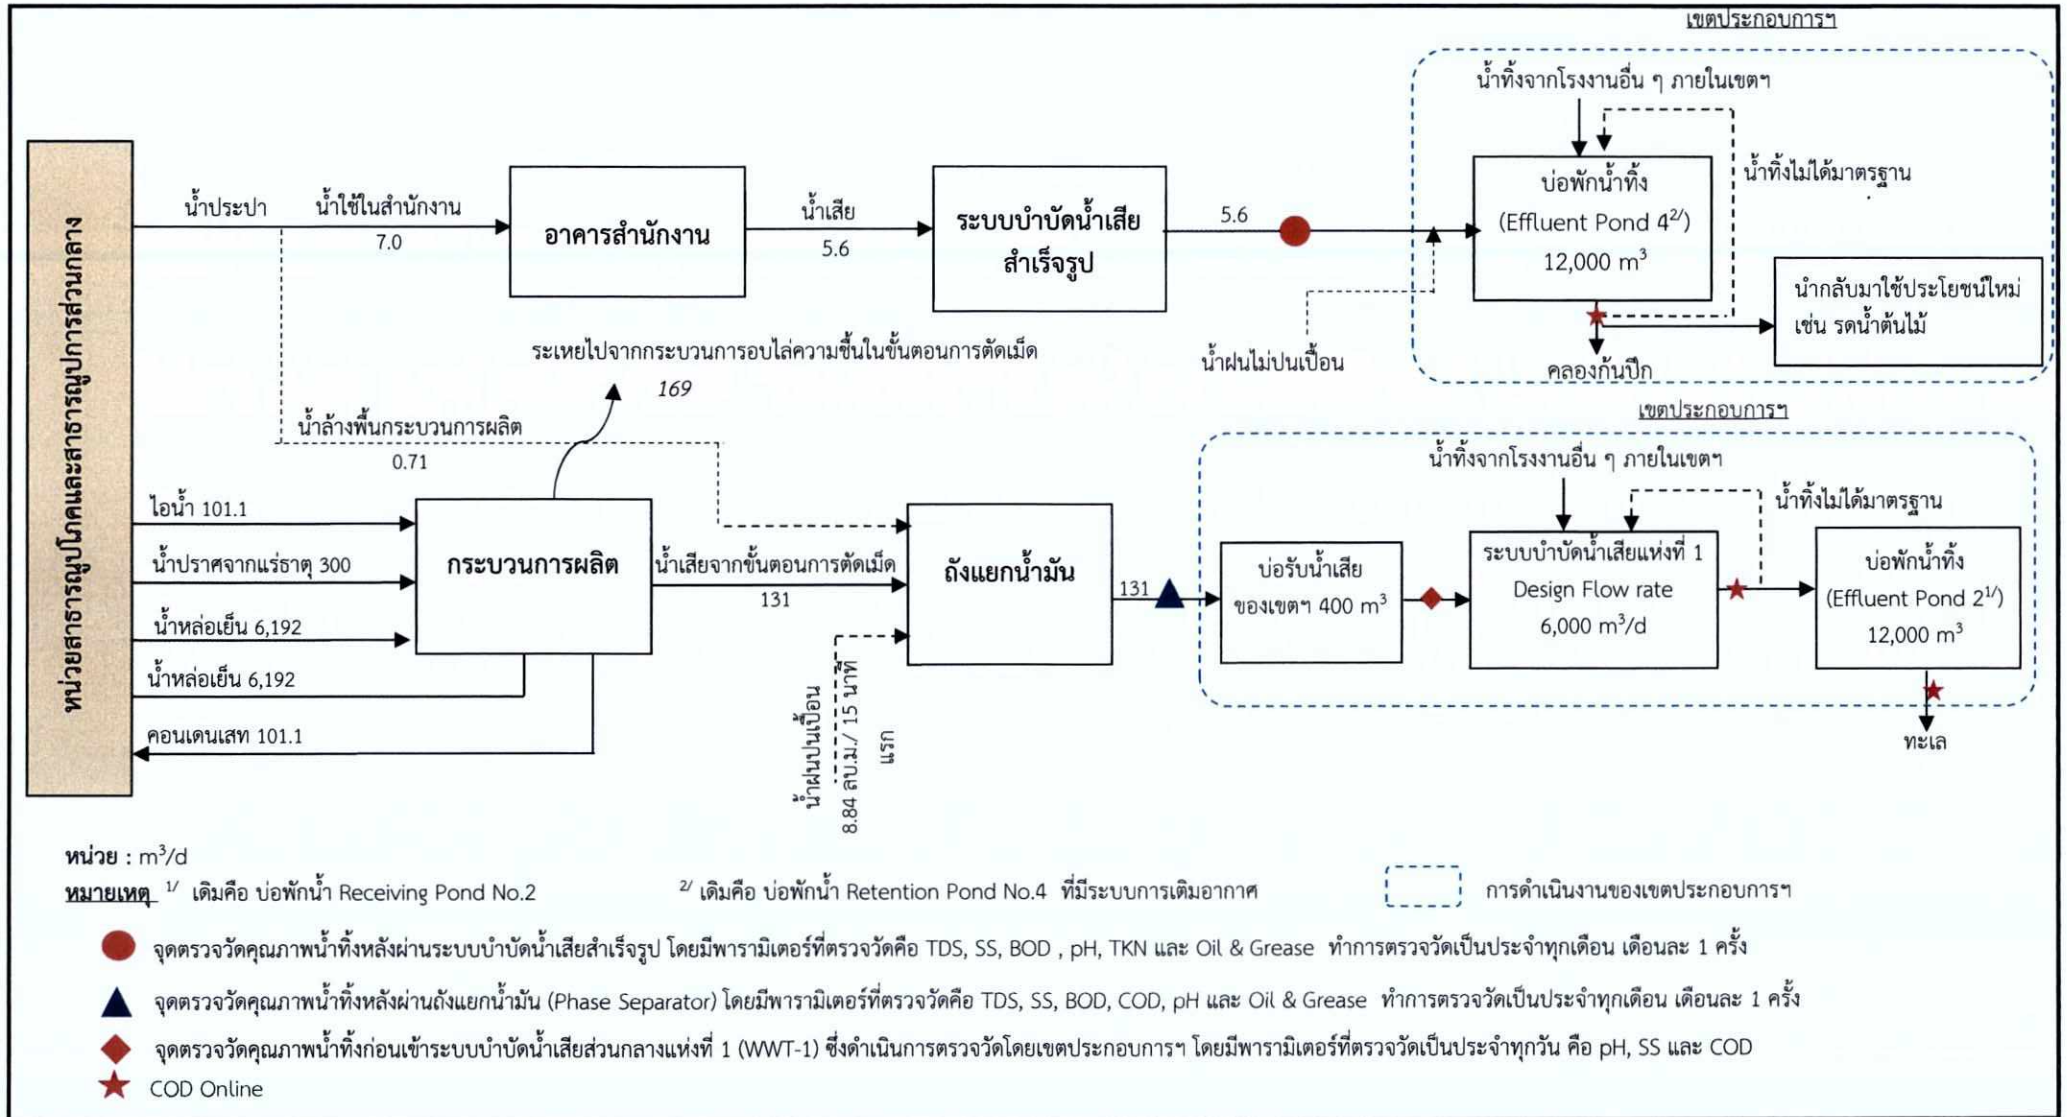 เขตประกอบการฯ
น้ำทิ้งจากโรงงานอื่น ๆ ภายในเขตฯ
น้ำประปา
น้ำใช้ในสำนักงาน
7.0
อาคารสำนักงาน
น้ำเสีย
5.6
ระบบบำบัดน้ำเสีย
สำเร็จรูป
5.6
บ่อพักน้ำทิ้ง
(Effluent Pond 4²ᐟ)
12,000 m³
น้ำทิ้งไม่ได้มาตรฐาน
นำกลับมาใช้ประโยชน์ใหม่
เช่น รดน้ำต้นไม้
คลองก้นปึก
น้ำฝนไม่ปนเปื้อน
หน่วยสาธารณูปโภคและสาธารณูปการส่วนกลาง
ระเหยไปจากกระบวนการอบไล่ความชื้นในขั้นตอนการตัดเม็ด
169
น้ำล้างพื้นกระบวนการผลิต
0.71
ไอน้ำ 101.1
น้ำปราศจากแร่ธาตุ 300
น้ำหล่อเย็น 6,192
น้ำหล่อเย็น 6,192
คอนเดนเสท 101.1
กระบวนการผลิต
น้ำเสียจากขั้นตอนการตัดเม็ด
131
ถังแยกน้ำมัน
131
น้ำฝนปนเปื้อน
8.84 ลบ.ม./ 15 นาที
แรก
เขตประกอบการฯ
น้ำทิ้งจากโรงงานอื่น ๆ ภายในเขตฯ
น้ำทิ้งไม่ได้มาตรฐาน
บ่อรับน้ำเสีย
ของเขตฯ 400 m³
ระบบบำบัดน้ำเสียแห่งที่ 1
Design Flow rate
6,000 m³/d
บ่อพักน้ำทิ้ง
(Effluent Pond 2¹ᐟ)
12,000 m³
ทะเล
หน่วย : m³/d
หมายเหตุ ¹ᐟ เดิมคือ บ่อพักน้ำ Receiving Pond No.2 ²ᐟ เดิมคือ บ่อพักน้ำ Retention Pond No.4 ที่มีระบบการเติมอากาศ การดำเนินงานของเขตประกอบการฯ
จุดตรวจวัดคุณภาพน้ำทิ้งหลังผ่านระบบบำบัดน้ำเสียสำเร็จรูป โดยมีพารามิเตอร์ที่ตรวจวัดคือ TDS, SS, BOD , pH, TKN และ Oil & Grease ทำการตรวจวัดเป็นประจำทุกเดือน เดือนละ 1 ครั้ง
จุดตรวจวัดคุณภาพน้ำทิ้งหลังผ่านถังแยกน้ำมัน (Phase Separator) โดยมีพารามิเตอร์ที่ตรวจวัดคือ TDS, SS, BOD, COD, pH และ Oil & Grease ทำการตรวจวัดเป็นประจำทุกเดือน เดือนละ 1 ครั้ง
จุดตรวจวัดคุณภาพน้ำทิ้งก่อนเข้าระบบบำบัดน้ำเสียส่วนกลางแห่งที่ 1 (WWT-1) ซึ่งดำเนินการตรวจวัดโดยเขตประกอบการฯ โดยมีพารามิเตอร์ที่ตรวจวัดเป็นประจำทุกวัน คือ pH, SS และ COD
COD Online